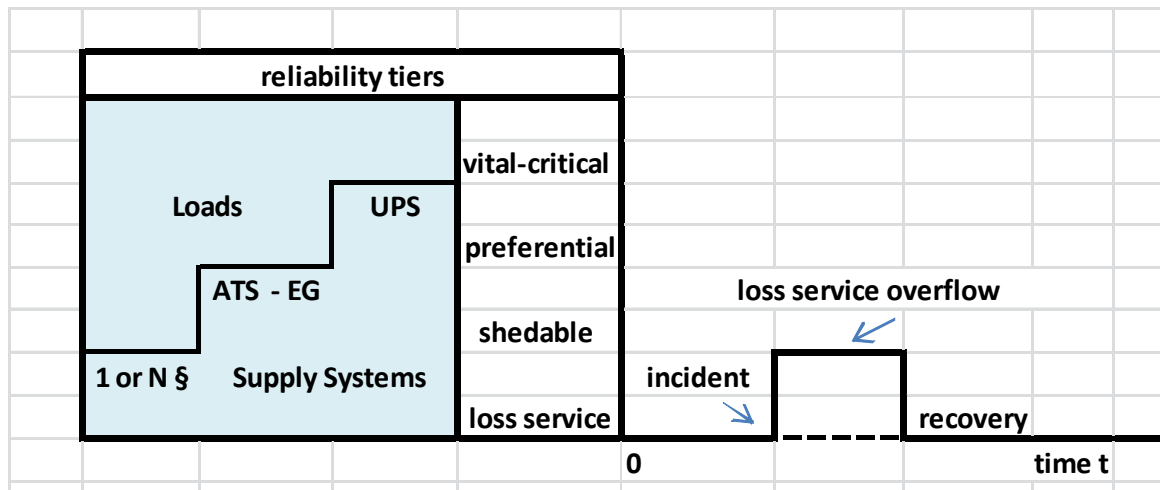 reliability tiers
vital-critical
Loads
UPS
preferential
ATS - EG
loss service overflow
shedable
1 or N §
Supply Systems
incident
loss service
recovery
0
time t